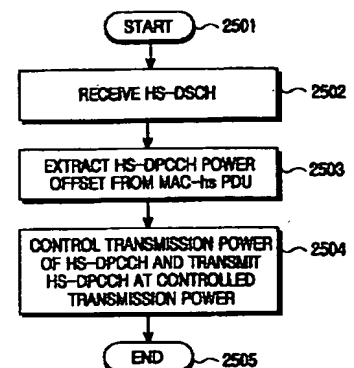 START
2501
RECEIVE HS-DSCH
2502
EXTRACT HS-DPCCH POWER
OFFSET FROM MAC-hs PDU
2503
CONTROL TRANSMISSION POWER
OF HS-DPCCH AND TRANSMIT
HS-DPCCH AT CONTROLLED
TRANSMISSION POWER
2504
END
2505